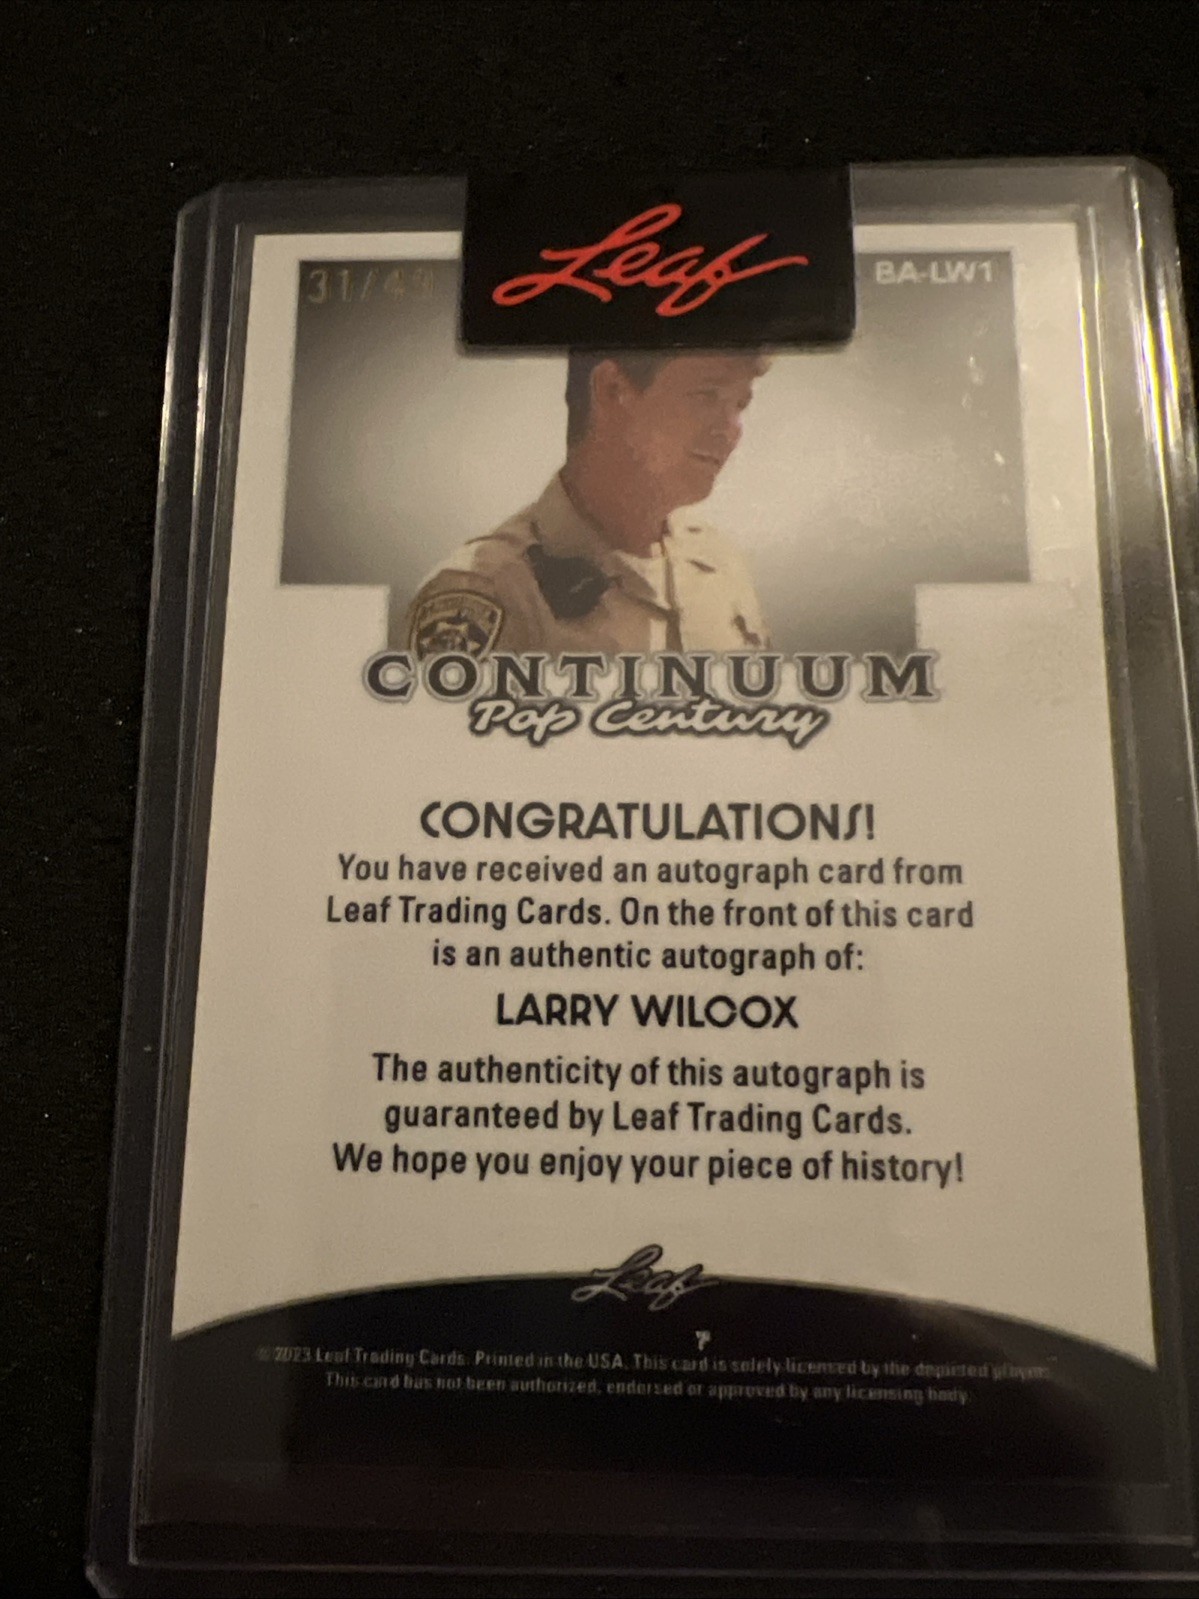 Leaf
31/49
BA-LW1
CONTINUUM
Pop Century
CONGRATULATIONS!
You have received an autograph card from
Leaf Trading Cards. On the front of this card
is an authentic autograph of:
LARRY WILCOX
The authenticity of this autograph is
guaranteed by Leaf Trading Cards.
We hope you enjoy your piece of history!
Leaf
© 2023 Leaf Trading Cards. Printed in the USA. This card is solely licensed by the depicted
This card has not been authorized, endorsed or approved by any licensing body.